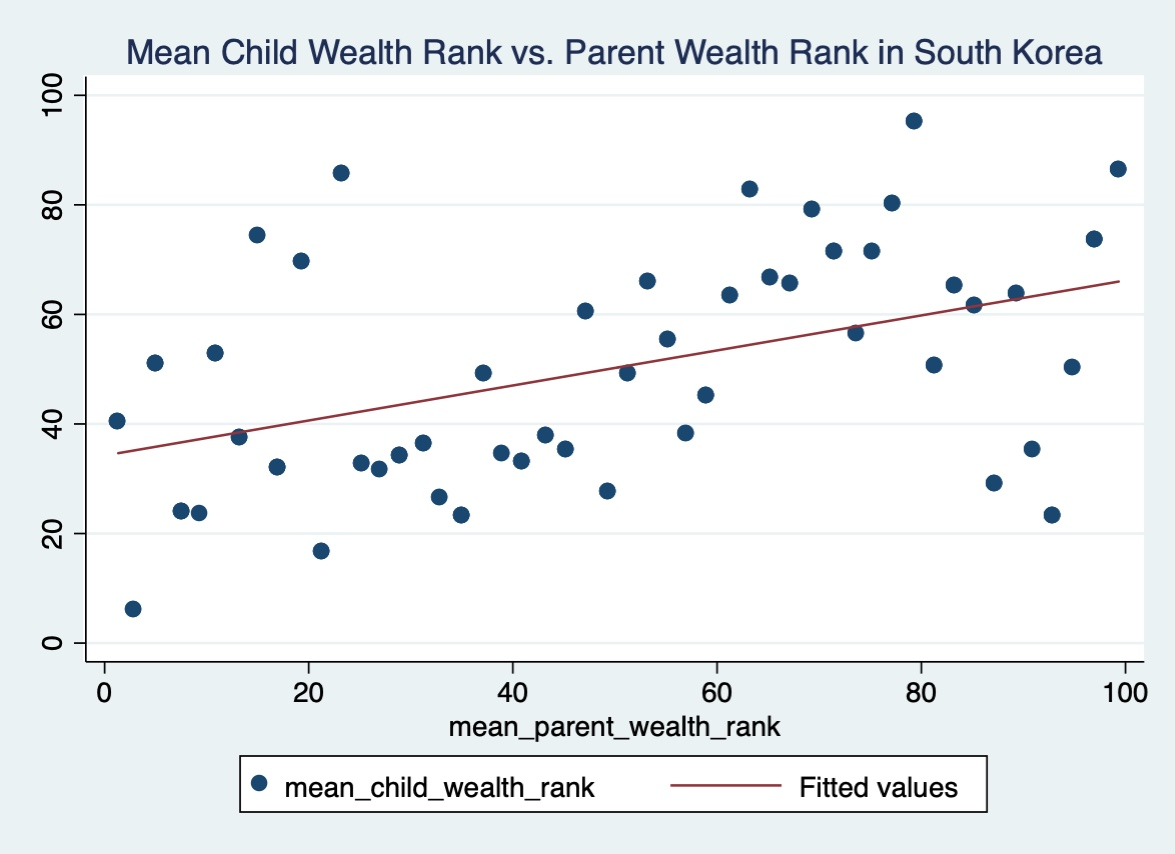 Mean Child Wealth Rank vs. Parent Wealth Rank in South Korea
100
80
60
40
20
0
0 20 40 60 80 100
mean_parent_wealth_rank
mean_child_wealth_rank Fitted values